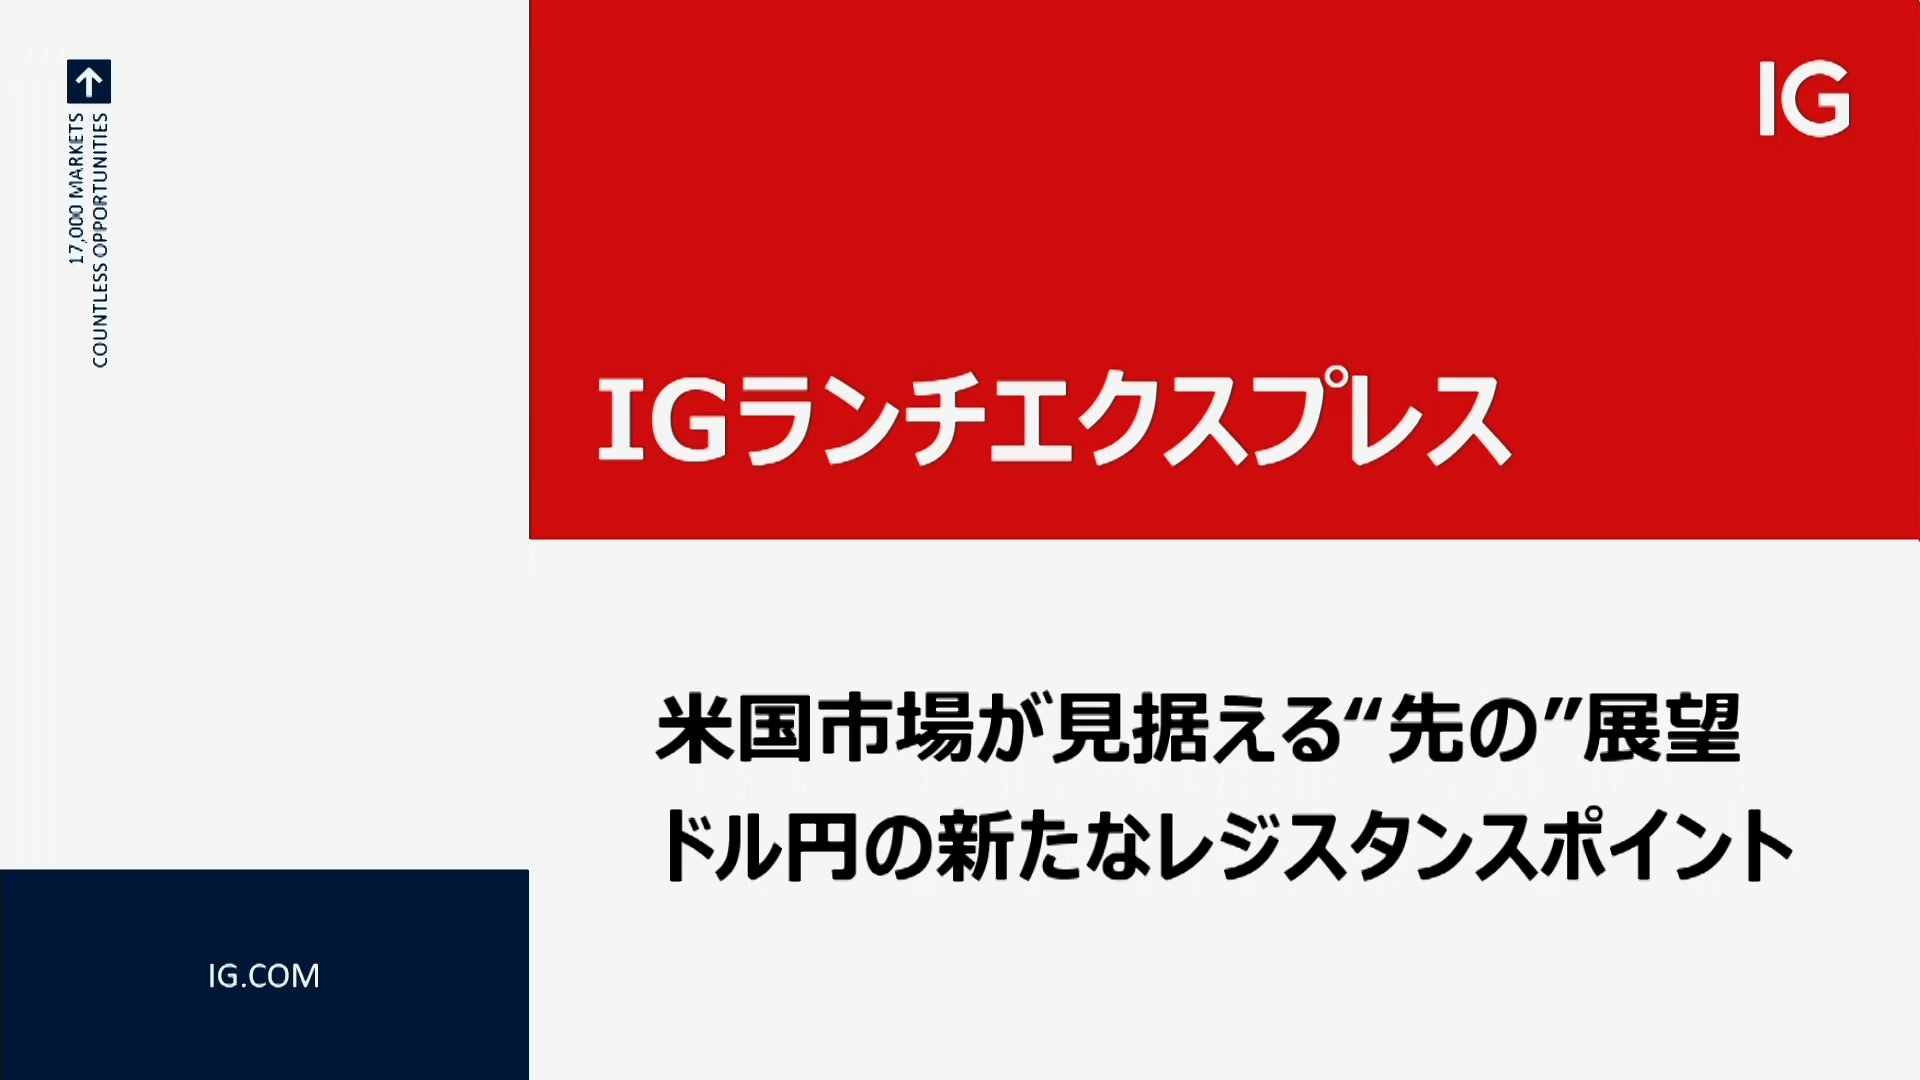 17,000 MARKETS
COUNTLESS OPPORTUNITIES
IG
IGランチエクスプレス
米国市場が見据える“先の”展望
ドル円の新たなレジスタンスポイント
IG.COM